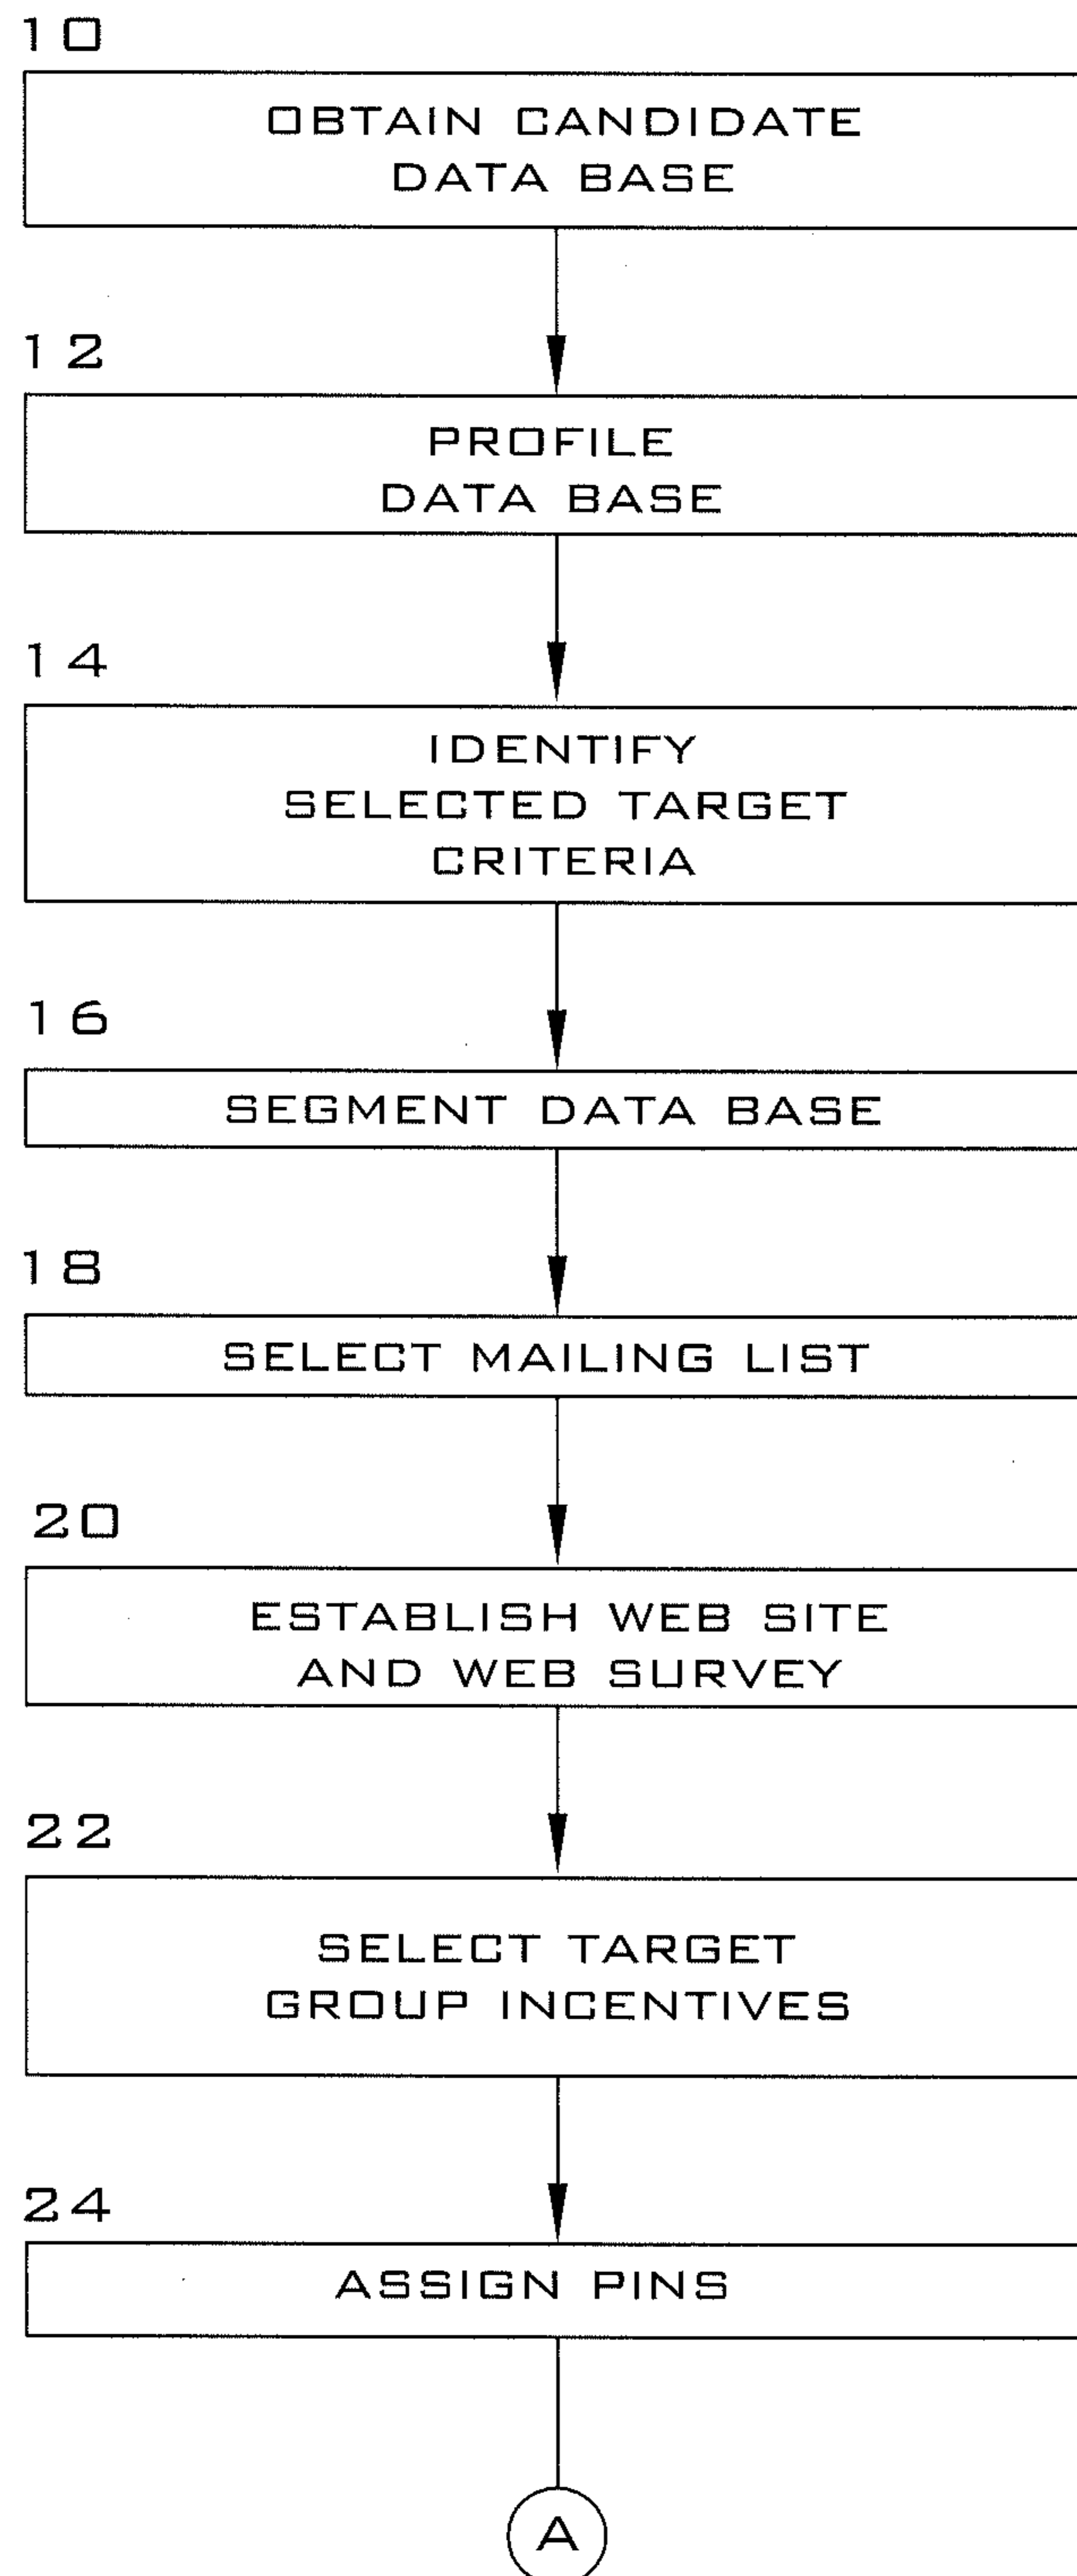 10
OBTAIN CANDIDATE
DATA BASE
12
PROFILE
DATA BASE
14
IDENTIFY
SELECTED TARGET
CRITERIA
16
SEGMENT DATA BASE
18
SELECT MAILING LIST
20
ESTABLISH WEB SITE
AND WEB SURVEY
22
SELECT TARGET
GROUP INCENTIVES
24
ASSIGN PINS
A